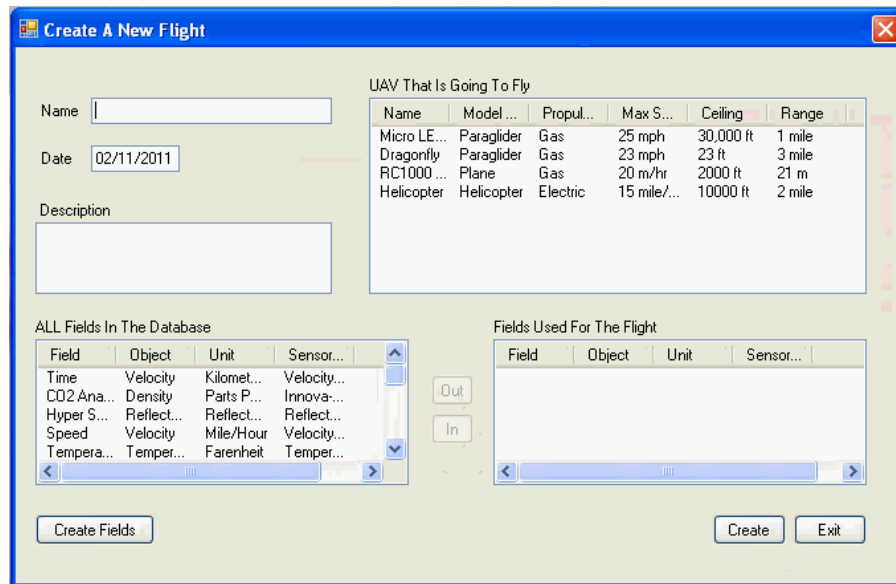 Create A New Flight
Name
Date 02/11/2011
Description
UAV That Is Going To Fly
Name Model ... Propul... Max S... Ceiling Range
Micro LE... Paraglider Gas 25 mph 30,000 ft 1 mile
Dragonfly Paraglider Gas 23 mph 23 ft 3 mile
RC1000 ... Plane Gas 20 m/hr 2000 ft 21 m
Helicopter Helicopter Electric 15 mile/... 10000 ft 2 mile
ALL Fields In The Database
Field Object Unit Sensor...
Time Velocity Kilomet... Velocity...
CO2 Ana... Density Parts P... Innova-...
Hyper S... Reflect... Reflect... Reflect...
Speed Velocity Mile/Hour Velocity...
Tempera... Temper... Farenheit Temper...
Out
In
Fields Used For The Flight
Field Object Unit Sensor...
Create Fields
Create
Exit